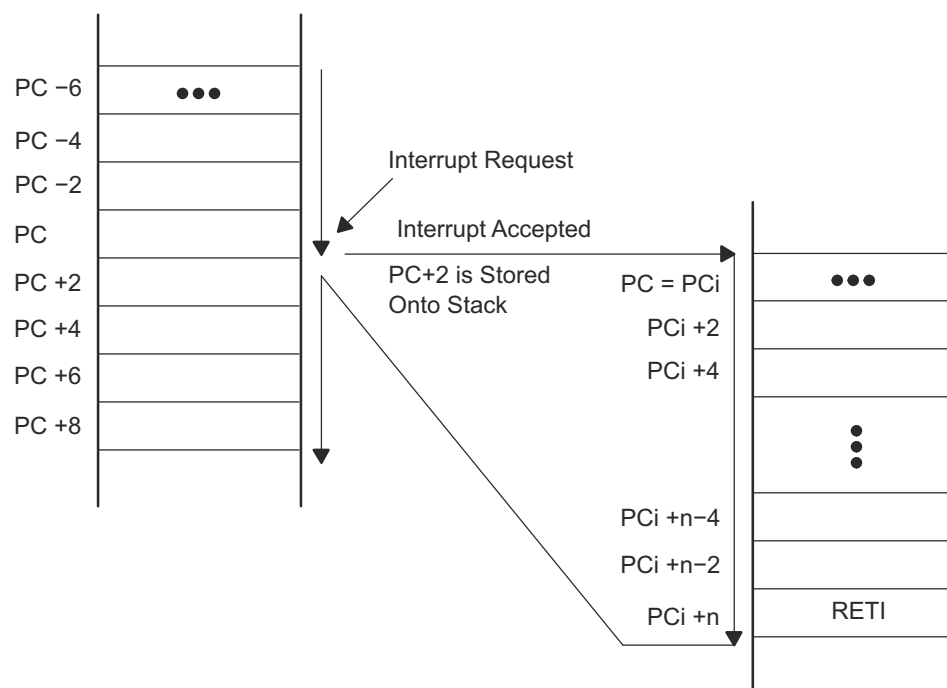 PC −6
PC −4
PC −2
PC
PC +2
PC +4
PC +6
PC +8
Interrupt Request
Interrupt Accepted
PC+2 is Stored
Onto Stack
PC = PCi
PCi +2
PCi +4
PCi +n−4
PCi +n−2
PCi +n
RETI